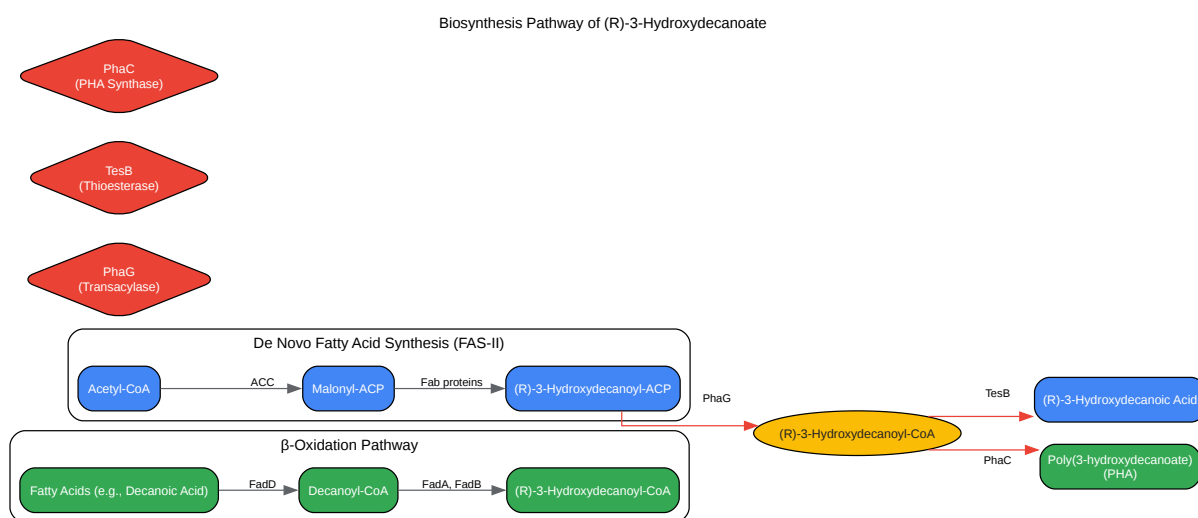 Biosynthesis Pathway of (R)-3-Hydroxydecanoate
PhaC
(PHA Synthase)
TesB
(Thioesterase)
PhaG
(Transacylase)
De Novo Fatty Acid Synthesis (FAS-II)
Acetyl-CoA
ACC
Malonyl-ACP
Fab proteins
(R)-3-Hydroxydecanoyl-ACP
PhaG
(R)-3-Hydroxydecanoyl-CoA
TesB
(R)-3-Hydroxydecanoic Acid
PhaC
Poly(3-hydroxydecanoate)
(PHA)
β-Oxidation Pathway
Fatty Acids (e.g., Decanoic Acid)
FadD
Decanoyl-CoA
FadA, FadB
(R)-3-Hydroxydecanoyl-CoA